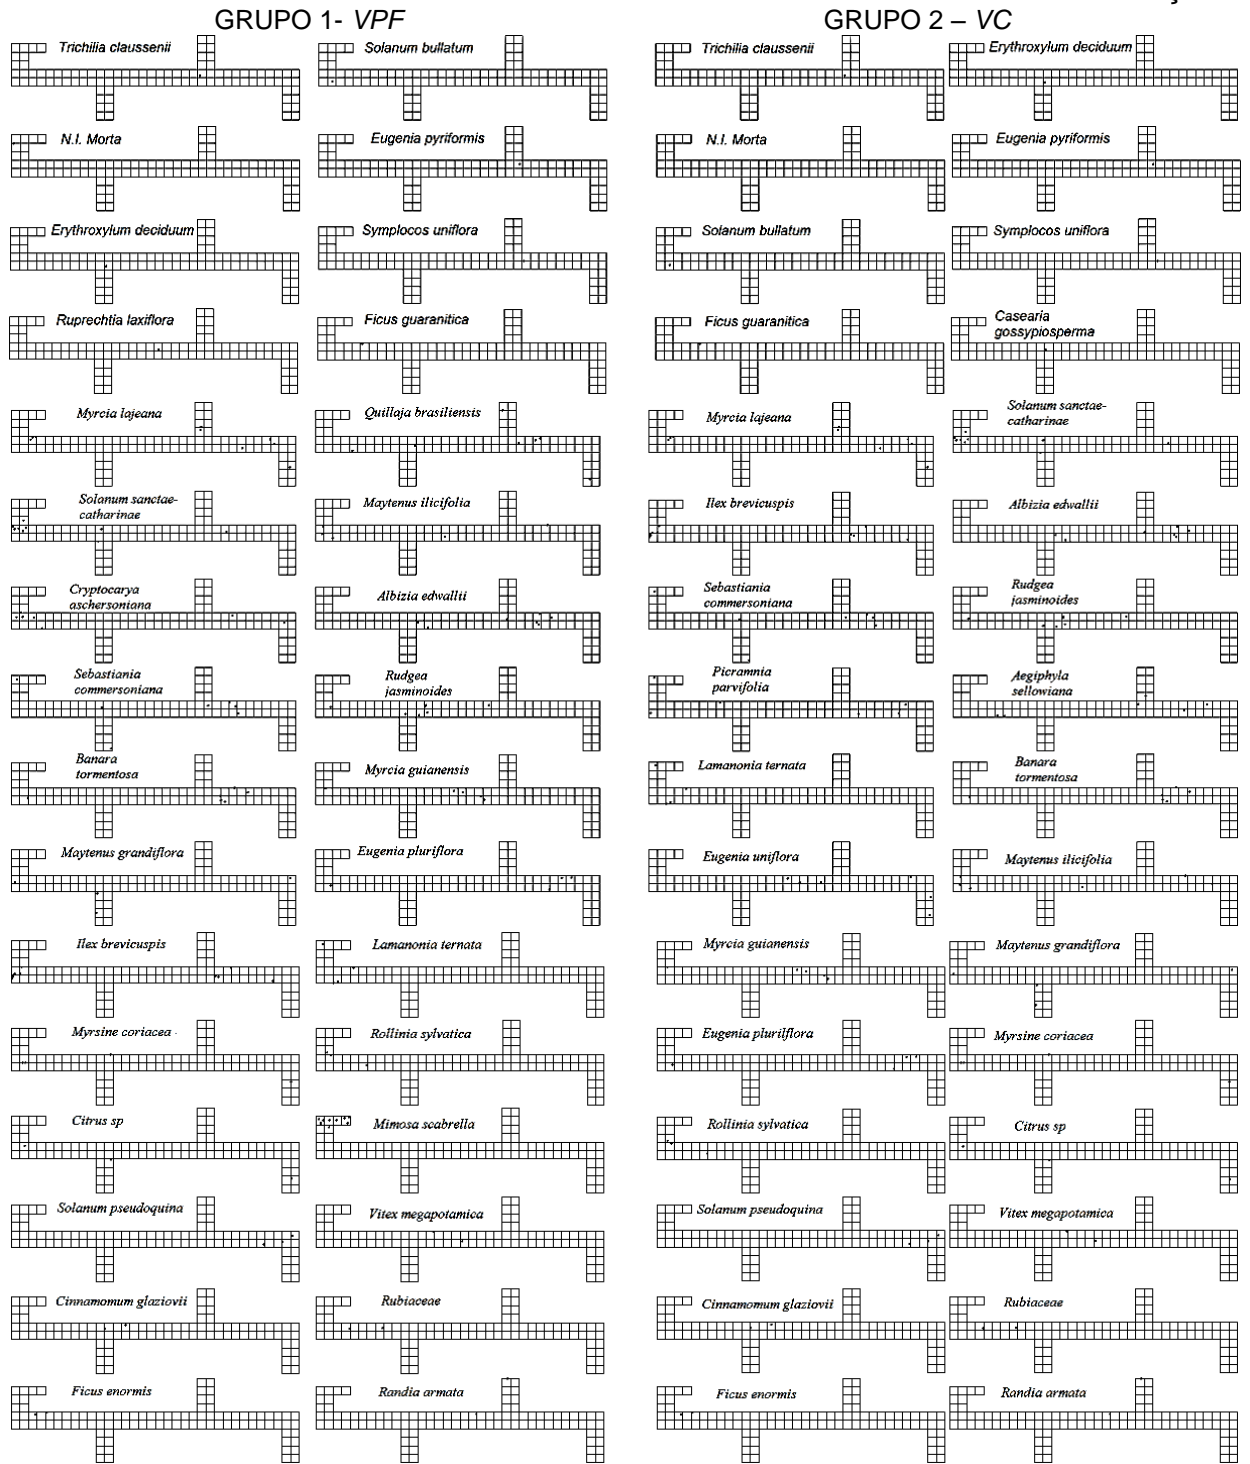 GRUPO 1- VPF
Trichilia claussenii
Solanum bullatum
N.I. Morta
Eugenia pyriformis
Erythroxylum deciduum
Symplocos uniflora
Ruprechtia laxiflora
Ficus guaranitica
Myrcia lajeana
Quillaja brasiliensis
Solanum sanctae-
catharinae
Maytenus ilicifolia
Cryptocarya
aschersoniana
Albizia edwallii
Sebastiania
commersoniana
Rudgea
jasminoides
Banara
tormentosa
Myrcia guianensis
Maytenus grandiflora
Eugenia pluriflora
Ilex brevicuspis
Lamanonia ternata
Myrsine coriacea
Rollinia sylvatica
Citrus sp
Mimosa scabrella
Solanum pseudoquina
Vitex megapotamica
Cinnamomum glaziovii
Rubiaceae
Ficus enormis
Randia armata
GRUPO 2 – VC
Trichilia claussenii
Erythroxylum deciduum
N.I. Morta
Eugenia pyriformis
Solanum bullatum
Symplocos uniflora
Ficus guaranitica
Casearia
gossypiosperma
Myrcia lajeana
Solanum sanctae-
catharinae
Ilex brevicuspis
Albizia edwallii
Sebastiania
commersoniana
Rudgea
jasminoides
Picramnia
parvifolia
Aegiphyla
sellowiana
Lamanonia ternata
Banara
tormentosa
Eugenia uniflora
Maytenus ilicifolia
Myrcia guianensis
Maytenus grandiflora
Eugenia plurilflora
Myrsine coriacea
Rollinia sylvatica
Citrus sp
Solanum pseudoquina
Vitex megapotamica
Cinnamomum glaziovii
Rubiaceae
Ficus enormis
Randia armata